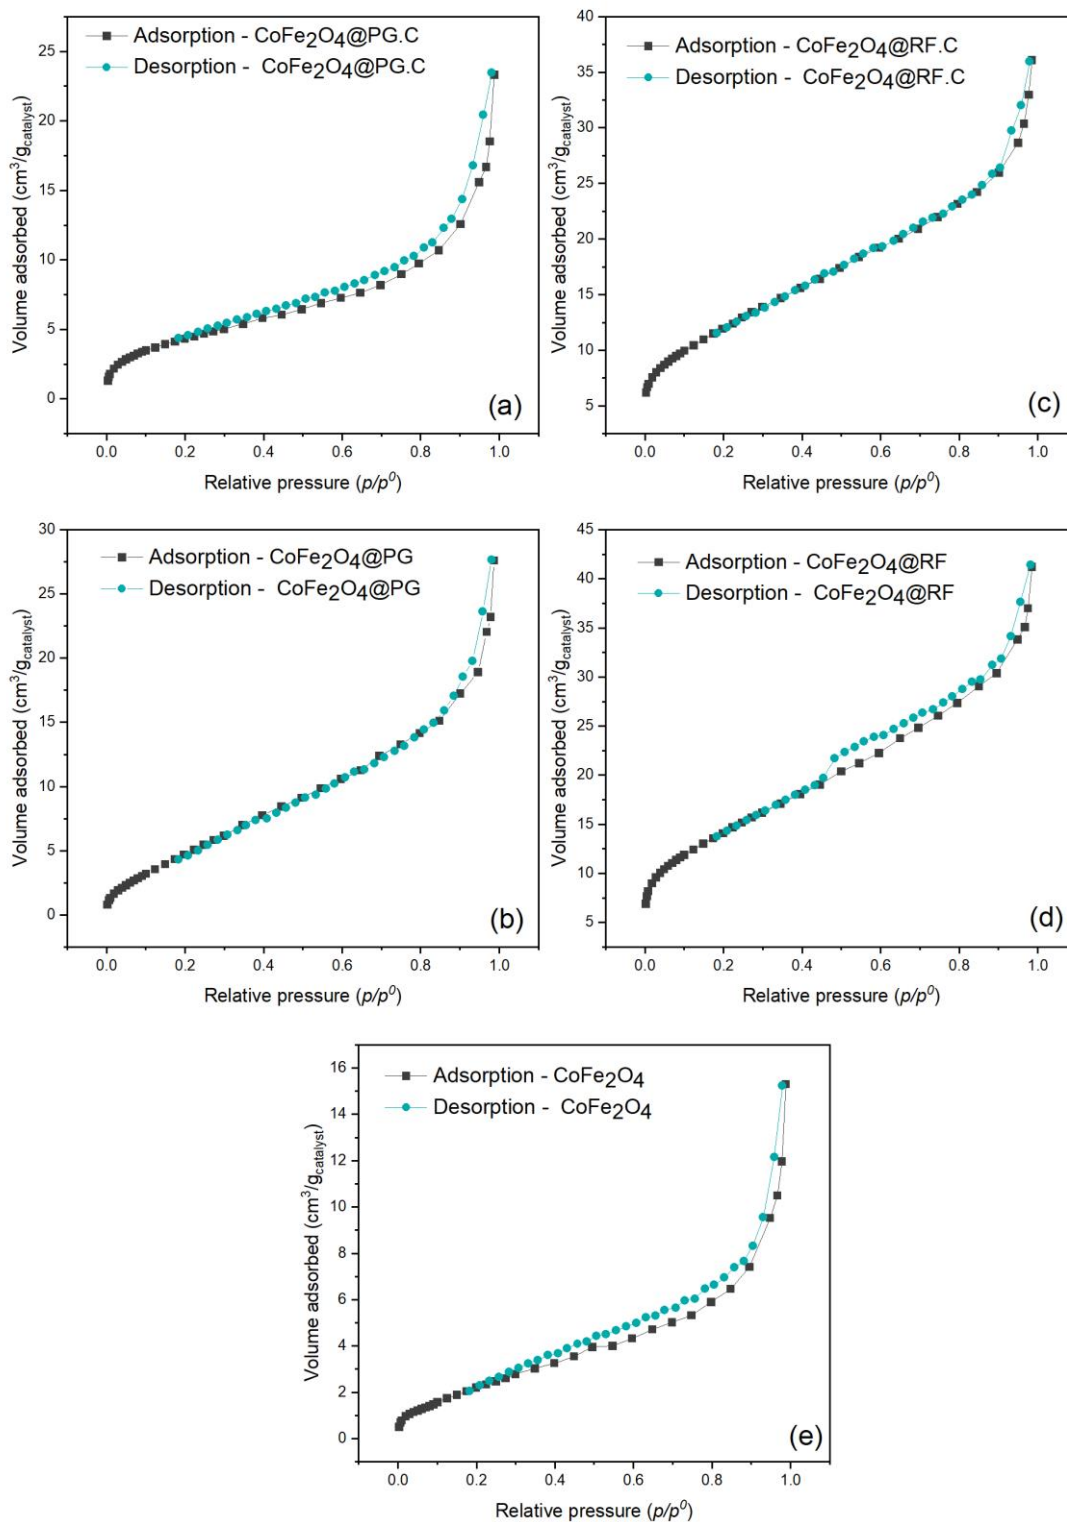 Adsorption - CoFe₂O₄@PG.C
Desorption - CoFe₂O₄@PG.C
25
20
15
10
5
0
Volume adsorbed (cm³/g_catalyst)
(a)
0.0 0.2 0.4 0.6 0.8 1.0
Relative pressure (p/p⁰)
Adsorption - CoFe₂O₄@RF.C
Desorption - CoFe₂O₄@RF.C
40
35
30
25
20
15
10
5
Volume adsorbed (cm³/g_catalyst)
(c)
0.0 0.2 0.4 0.6 0.8 1.0
Relative pressure (p/p⁰)
Adsorption - CoFe₂O₄@PG
Desorption - CoFe₂O₄@PG
30
25
20
15
10
5
0
Volume adsorbed (cm³/g_catalyst)
(b)
0.0 0.2 0.4 0.6 0.8 1.0
Relative pressure (p/p⁰)
Adsorption - CoFe₂O₄@RF
Desorption - CoFe₂O₄@RF
45
40
35
30
25
20
15
10
5
Volume adsorbed (cm³/g_catalyst)
(d)
0.0 0.2 0.4 0.6 0.8 1.0
Relative pressure (p/p⁰)
Adsorption - CoFe₂O₄
Desorption - CoFe₂O₄
16
14
12
10
8
6
4
2
0
Volume adsorbed (cm³/g_catalyst)
(e)
0.0 0.2 0.4 0.6 0.8 1.0
Relative pressure (p/p⁰)